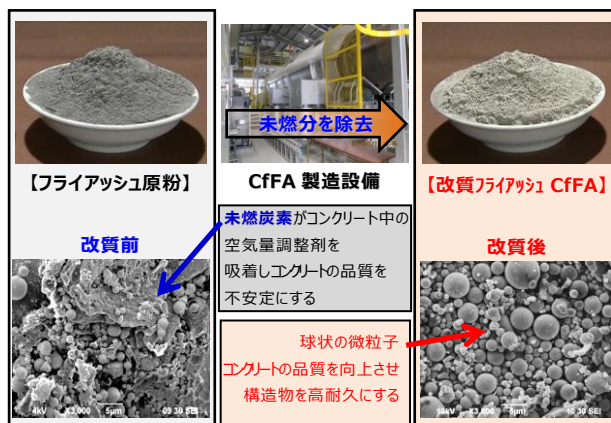 未燃分を除去
【フライアッシュ原粉】
CfFA 製造設備
【改質フライアッシュ CfFA】
改質前
未燃炭素がコンクリート中の
空気量調整剤を
吸着しコンクリートの品質を
不安定にする
改質後
球状の微粒子
コンクリートの品質を向上させ
構造物を高耐久にする
4kV X3,000 5μm 09 30 SEI
10kV X3,000 5μm 10 30 SEI